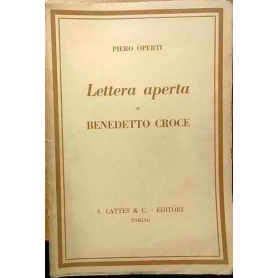 PIERO OPERTI
Lettera aperta
a
BENEDETTO CROCE
S. LATTES & C. - EDITORI
TORINO